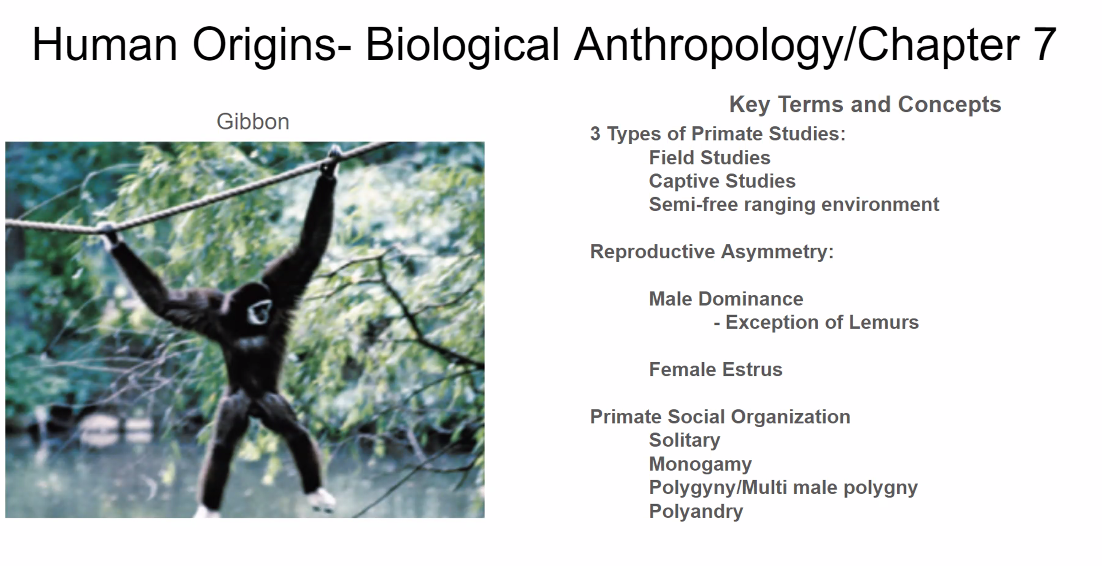 Human Origins- Biological Anthropology/Chapter 7
Gibbon
Key Terms and Concepts
3 Types of Primate Studies:
Field Studies
Captive Studies
Semi-free ranging environment
Reproductive Asymmetry:
Male Dominance
- Exception of Lemurs
Female Estrus
Primate Social Organization
Solitary
Monogamy
Polygyny/Multi male polygny
Polyandry